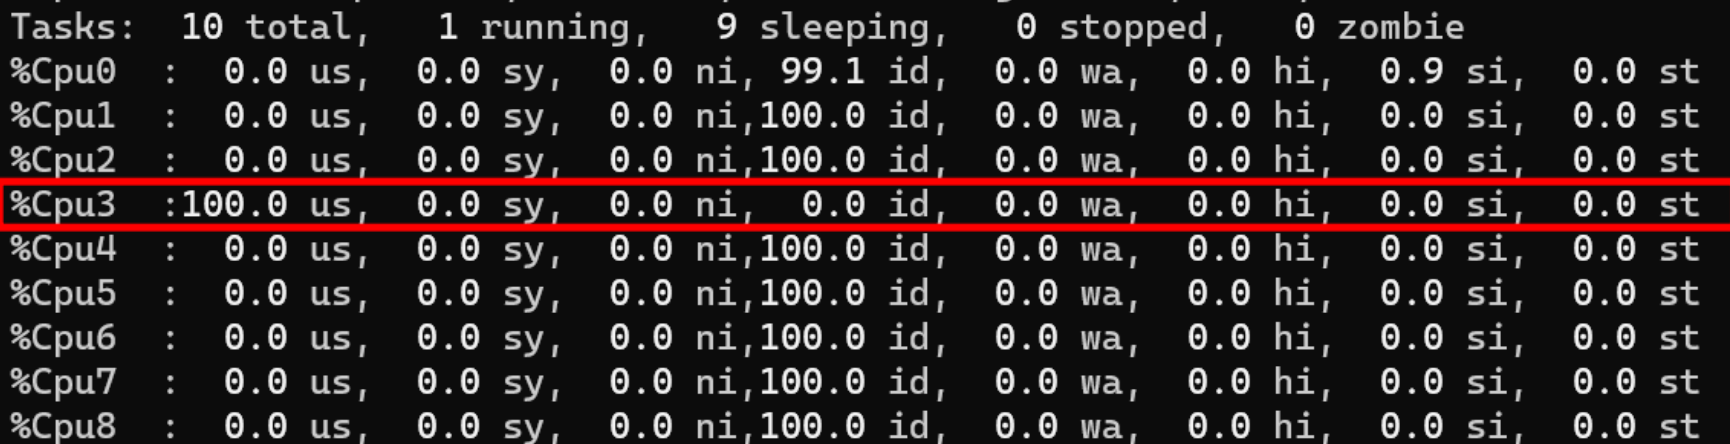 Tasks:  10 total,   1 running,   9 sleeping,   0 stopped,   0 zombie
%Cpu0  :  0.0 us,  0.0 sy,  0.0 ni, 99.1 id,  0.0 wa,  0.0 hi,  0.9 si,  0.0 st
%Cpu1  :  0.0 us,  0.0 sy,  0.0 ni,100.0 id,  0.0 wa,  0.0 hi,  0.0 si,  0.0 st
%Cpu2  :  0.0 us,  0.0 sy,  0.0 ni,100.0 id,  0.0 wa,  0.0 hi,  0.0 si,  0.0 st
%Cpu3  :100.0 us,  0.0 sy,  0.0 ni,  0.0 id,  0.0 wa,  0.0 hi,  0.0 si,  0.0 st
%Cpu4  :  0.0 us,  0.0 sy,  0.0 ni,100.0 id,  0.0 wa,  0.0 hi,  0.0 si,  0.0 st
%Cpu5  :  0.0 us,  0.0 sy,  0.0 ni,100.0 id,  0.0 wa,  0.0 hi,  0.0 si,  0.0 st
%Cpu6  :  0.0 us,  0.0 sy,  0.0 ni,100.0 id,  0.0 wa,  0.0 hi,  0.0 si,  0.0 st
%Cpu7  :  0.0 us,  0.0 sy,  0.0 ni,100.0 id,  0.0 wa,  0.0 hi,  0.0 si,  0.0 st
%Cpu8  :  0.0 us,  0.0 sy,  0.0 ni,100.0 id,  0.0 wa,  0.0 hi,  0.0 si,  0.0 st